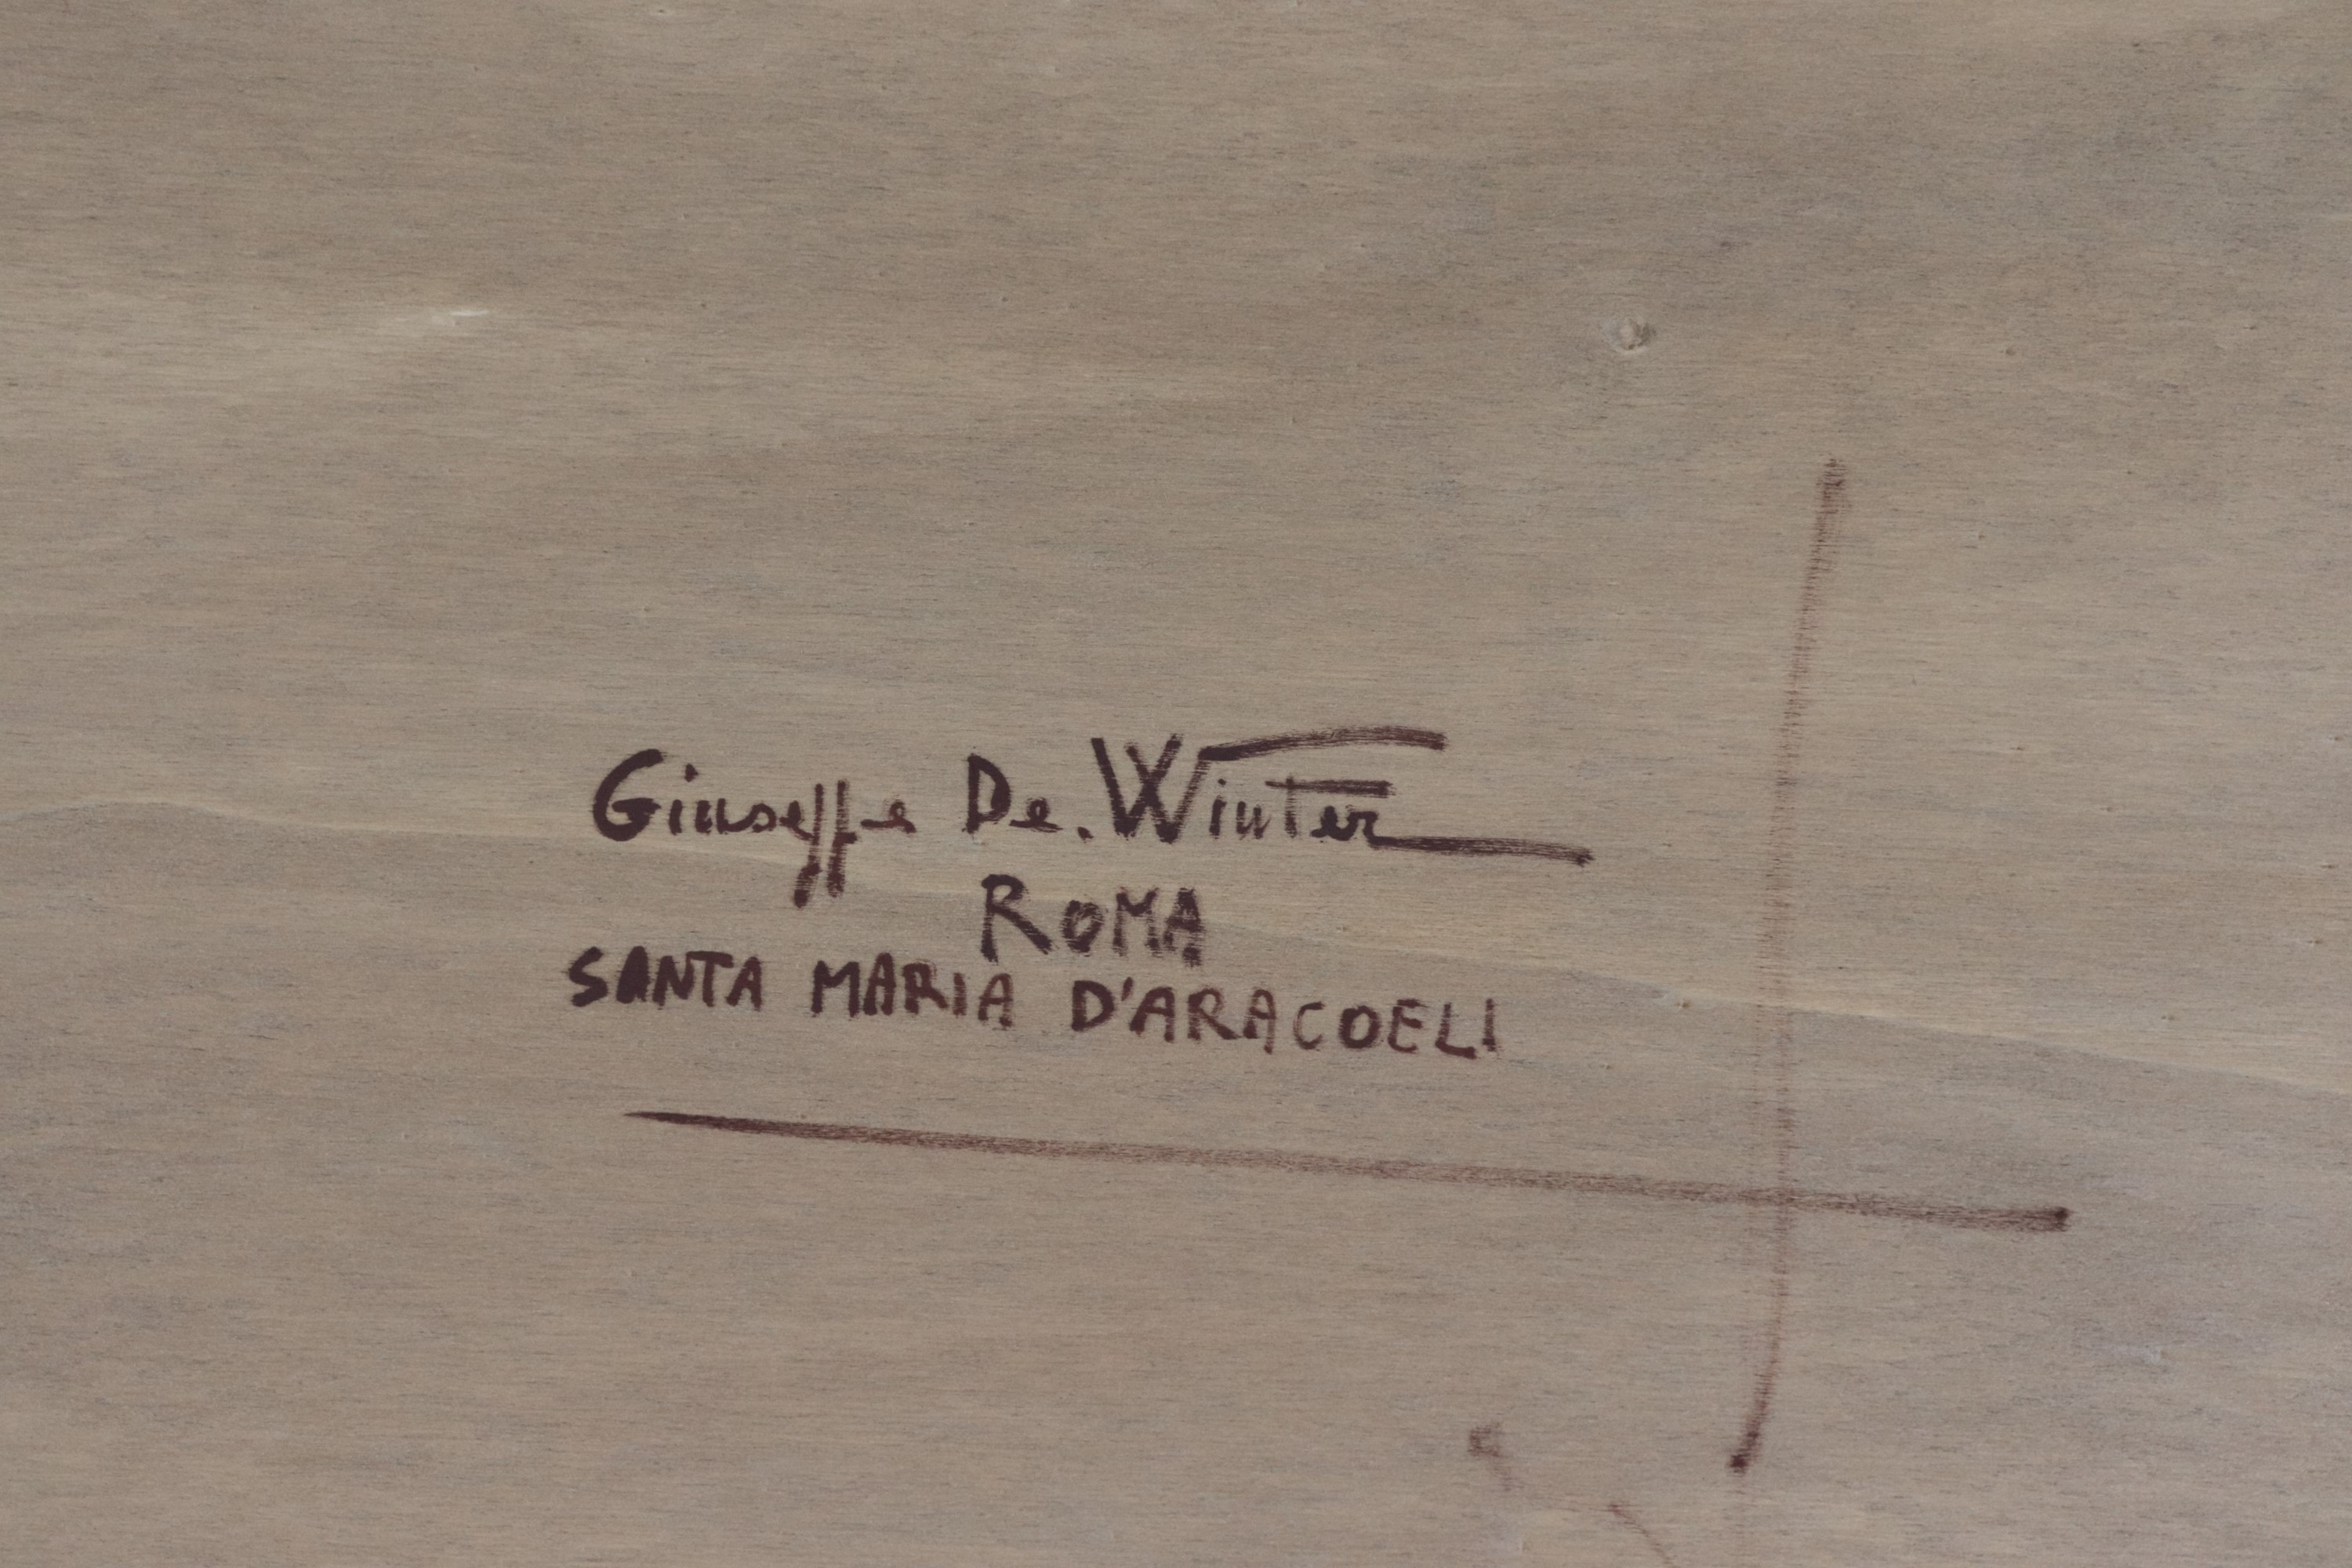 Giuseppe De. Winter
ROMA
SANTA MARIA D'ARACOELI